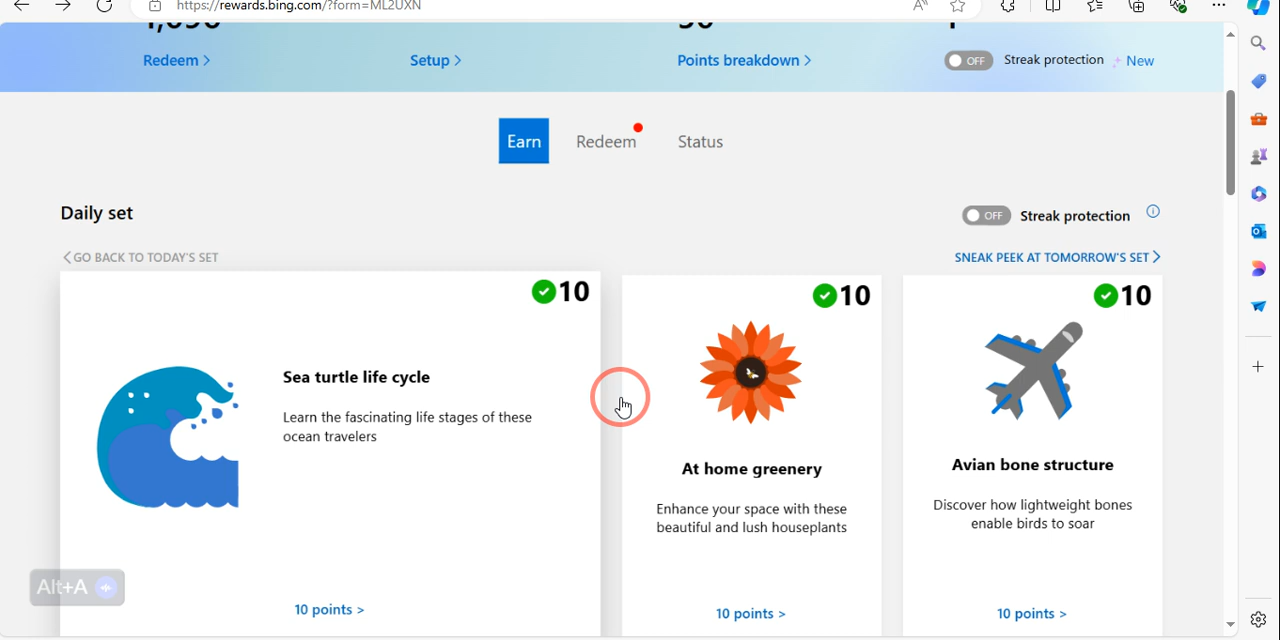 https://rewards.bing.com/?form=ML2UXN
Redeem >
Setup >
Points breakdown >
OFF Streak protection New
Earn
Redeem
Status
Daily set
OFF Streak protection
< GO BACK TO TODAY'S SET
SNEAK PEEK AT TOMORROW'S SET >
10
Sea turtle life cycle
Learn the fascinating life stages of these
ocean travelers
10 points >
10
At home greenery
Enhance your space with these
beautiful and lush houseplants
10 points >
10
Avian bone structure
Discover how lightweight bones
enable birds to soar
10 points >
Alt+A